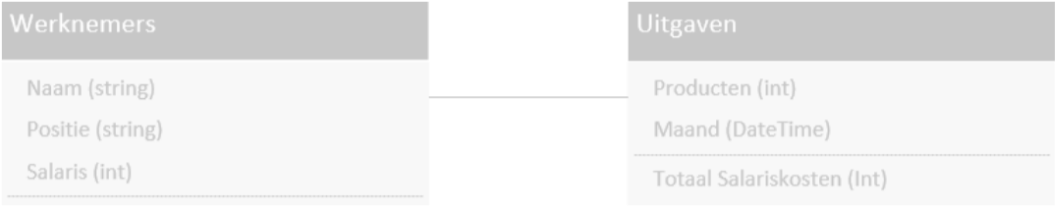 Werknemers
Naam (string)
Positie (string)
Salaris (int)
Uitgaven
Producten (int)
Maand (DateTime)
Totaal Salariskosten (Int)